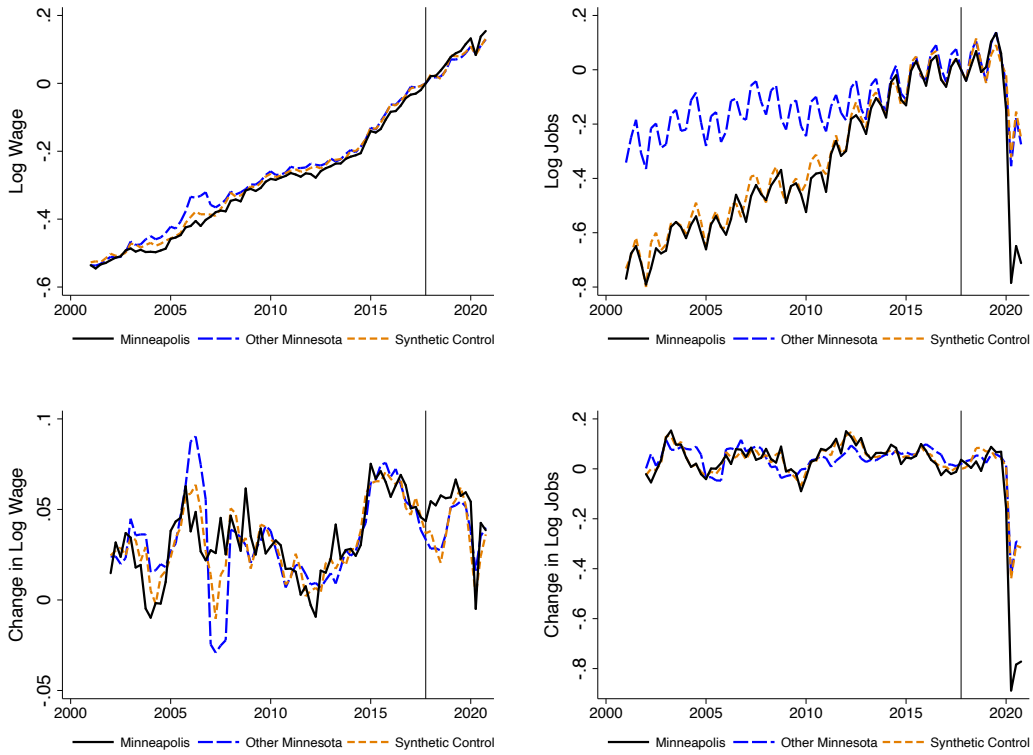 Log Wage
.2
0
-.2
-.4
-.6
2000 2005 2010 2015 2020
Minneapolis Other Minnesota Synthetic Control
Log Jobs
.2
0
-.2
-.4
-.6
-.8
2000 2005 2010 2015 2020
Minneapolis Other Minnesota Synthetic Control
Change in Log Wage
.1
.05
0
-.05
2000 2005 2010 2015 2020
Minneapolis Other Minnesota Synthetic Control
Change in Log Jobs
.2
0
-.2
-.4
-.6
-.8
2000 2005 2010 2015 2020
Minneapolis Other Minnesota Synthetic Control